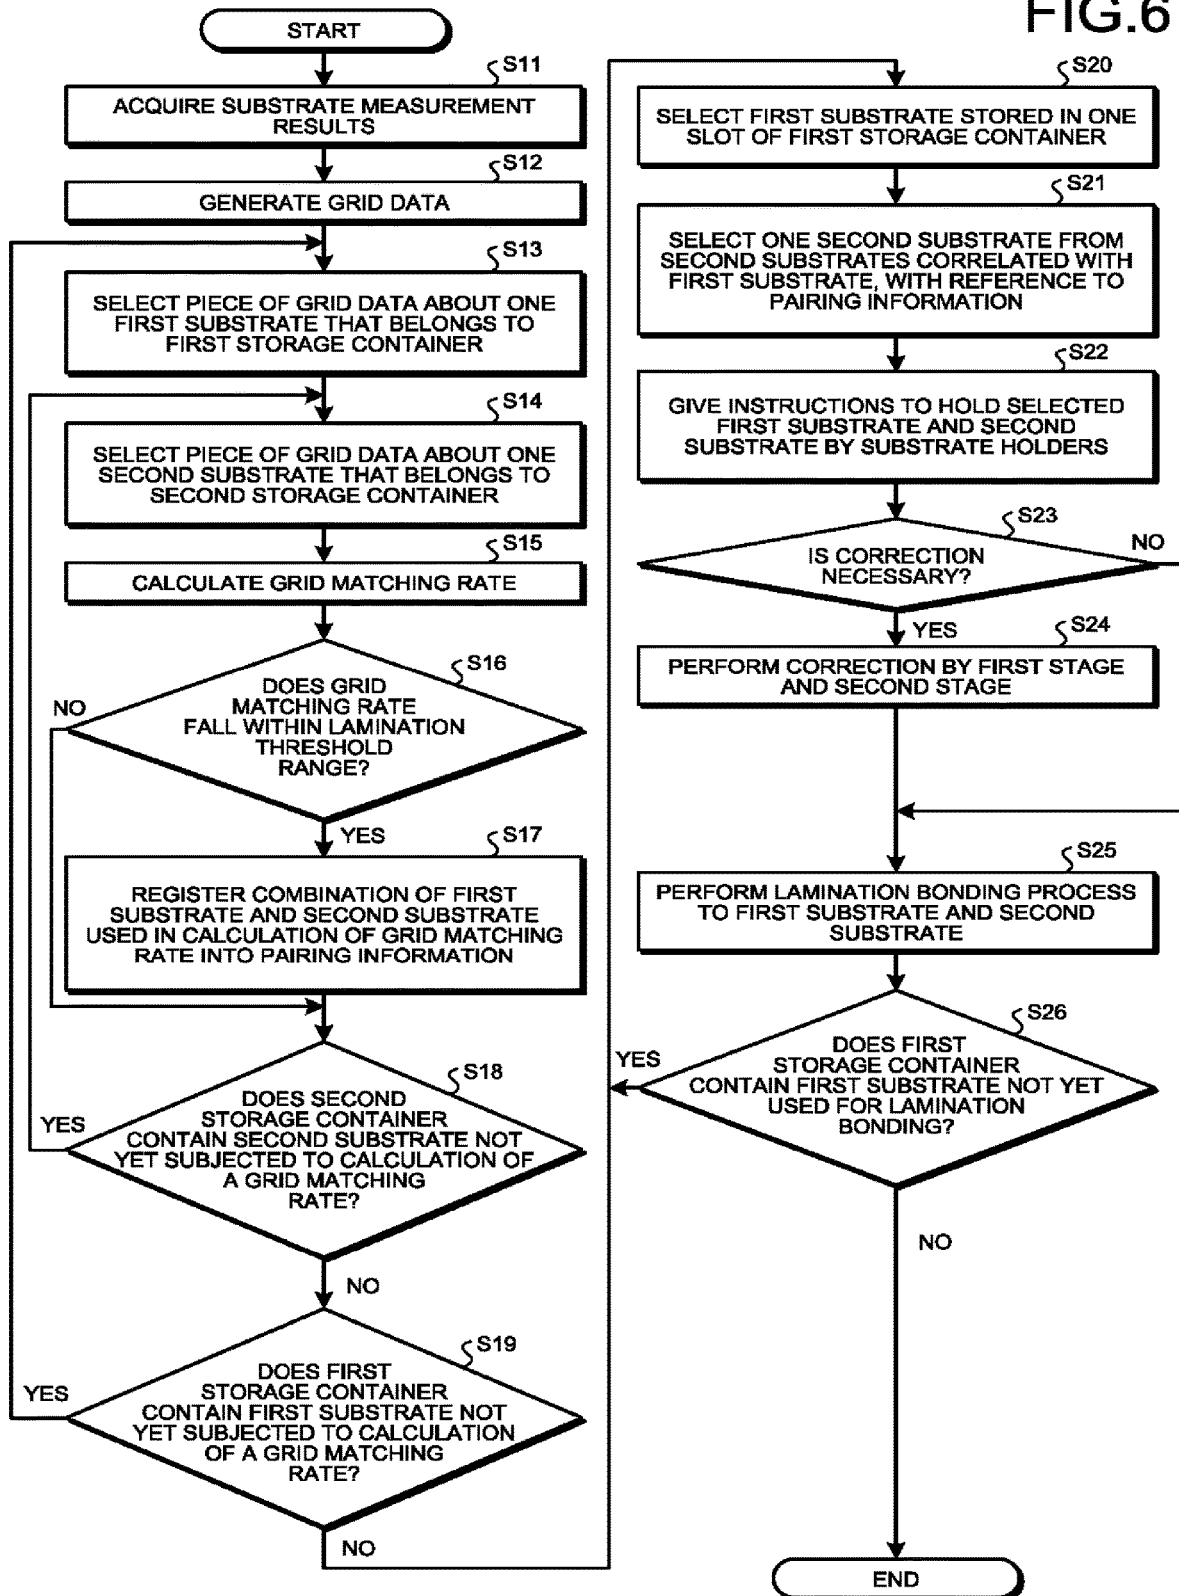 FIG.6
START
S11
ACQUIRE SUBSTRATE MEASUREMENT
RESULTS
S12
GENERATE GRID DATA
S13
SELECT PIECE OF GRID DATA ABOUT ONE
FIRST SUBSTRATE THAT BELONGS TO
FIRST STORAGE CONTAINER
S14
SELECT PIECE OF GRID DATA ABOUT ONE
SECOND SUBSTRATE THAT BELONGS TO
SECOND STORAGE CONTAINER
S15
CALCULATE GRID MATCHING RATE
S16
DOES GRID
MATCHING RATE
FALL WITHIN LAMINATION
THRESHOLD
RANGE?
NO
YES
S17
REGISTER COMBINATION OF FIRST
SUBSTRATE AND SECOND SUBSTRATE
USED IN CALCULATION OF GRID MATCHING
RATE INTO PAIRING INFORMATION
S18
DOES SECOND
STORAGE CONTAINER
CONTAIN SECOND SUBSTRATE NOT
YET SUBJECTED TO CALCULATION OF
A GRID MATCHING
RATE?
YES
NO
S19
DOES FIRST
STORAGE CONTAINER
CONTAIN FIRST SUBSTRATE NOT
YET SUBJECTED TO CALCULATION
OF A GRID MATCHING
RATE?
YES
NO
S20
SELECT FIRST SUBSTRATE STORED IN ONE
SLOT OF FIRST STORAGE CONTAINER
S21
SELECT ONE SECOND SUBSTRATE FROM
SECOND SUBSTRATES CORRELATED WITH
FIRST SUBSTRATE, WITH REFERENCE TO
PAIRING INFORMATION
S22
GIVE INSTRUCTIONS TO HOLD SELECTED
FIRST SUBSTRATE AND SECOND
SUBSTRATE BY SUBSTRATE HOLDERS
S23
IS CORRECTION
NECESSARY?
NO
YES
S24
PERFORM CORRECTION BY FIRST STAGE
AND SECOND STAGE
S25
PERFORM LAMINATION BONDING PROCESS
TO FIRST SUBSTRATE AND SECOND
SUBSTRATE
S26
DOES FIRST
STORAGE CONTAINER
CONTAIN FIRST SUBSTRATE NOT YET
USED FOR LAMINATION
BONDING?
YES
NO
END